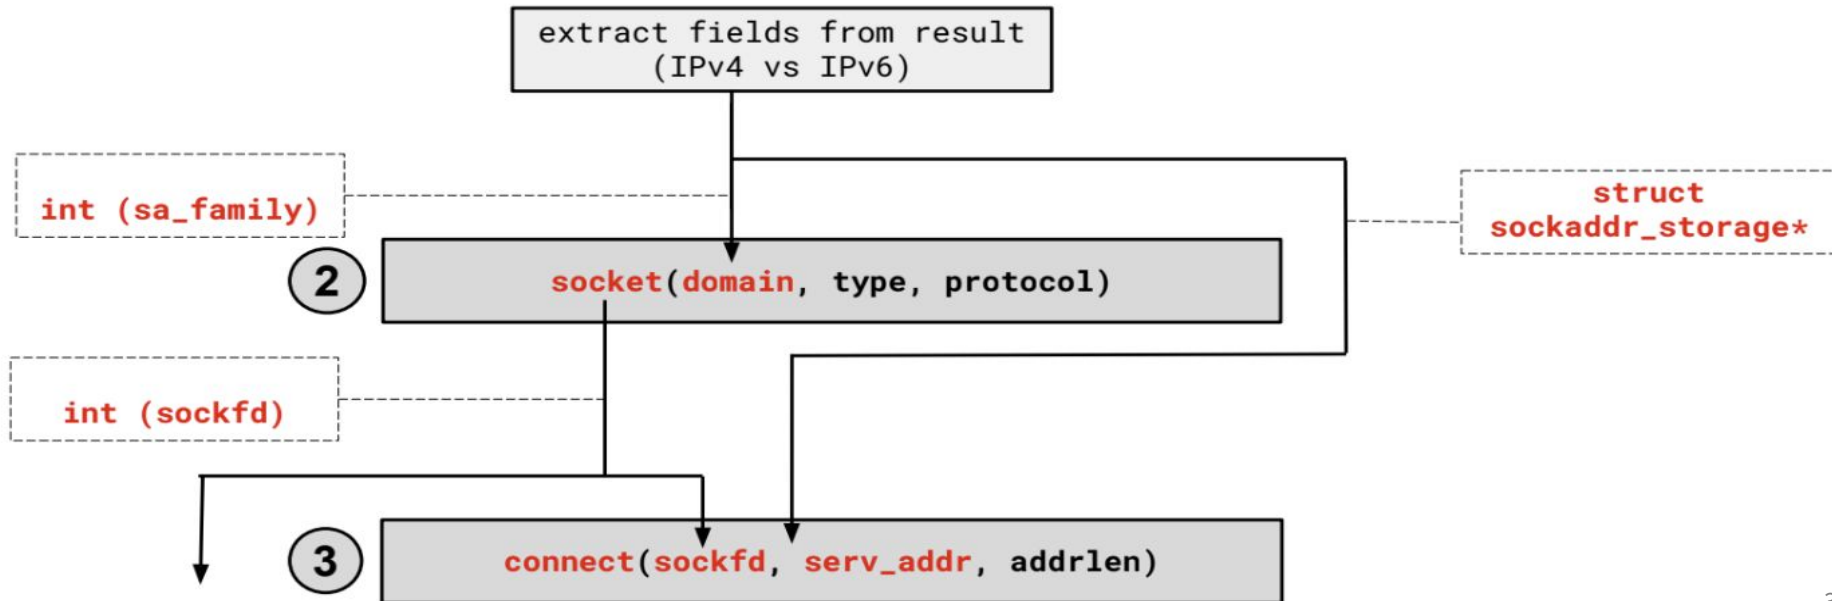 extract fields from result
(IPv4 vs IPv6)
int (sa_family)
struct
sockaddr_storage*
2
socket(domain, type, protocol)
int (sockfd)
3
connect(sockfd, serv_addr, addrlen)